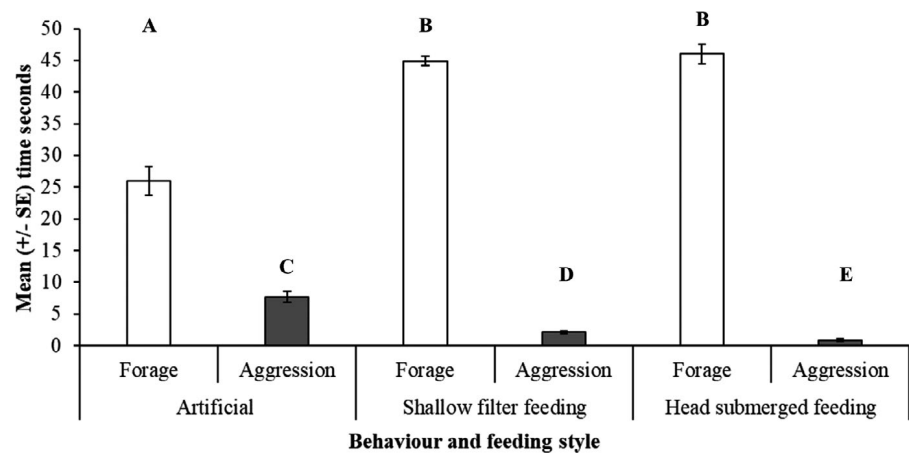 Mean (+/- SE) time seconds
50
45
40
35
30
25
20
15
10
5
0
A
B
B
C
D
E
Forage
Aggression
Forage
Aggression
Forage
Aggression
Artificial
Shallow filter feeding
Head submerged feeding
Behaviour and feeding style